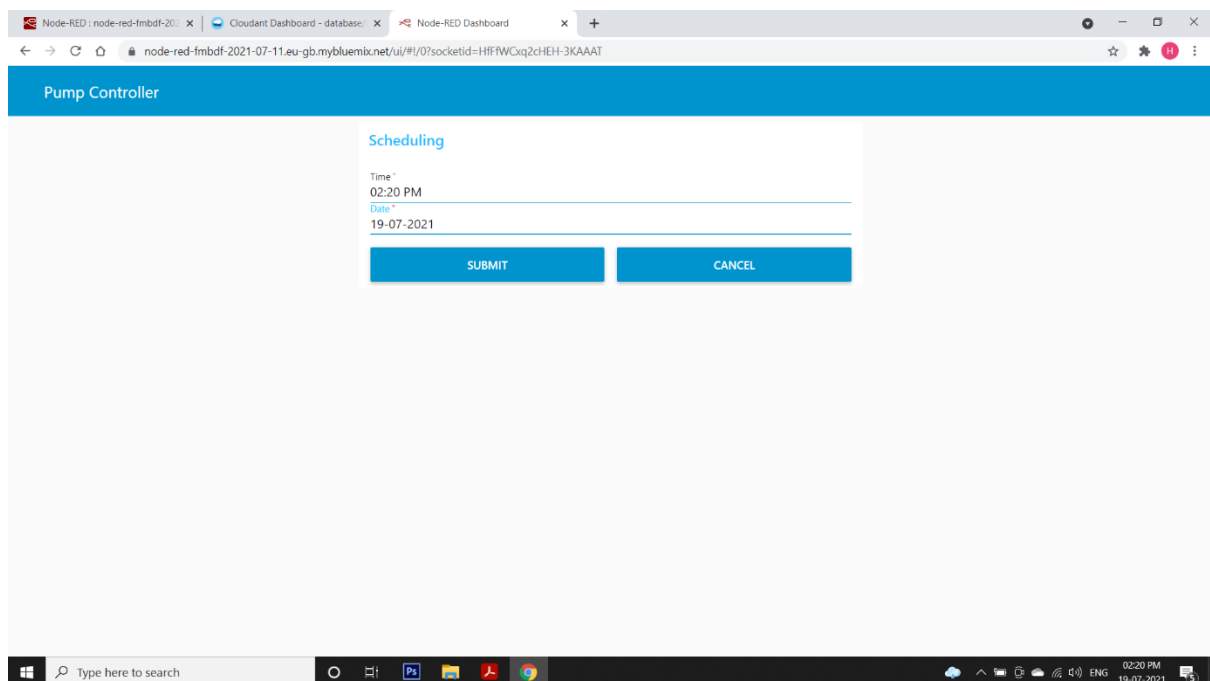 Node-RED : node-red-fmbdf-202
Cloudant Dashboard - database/
Node-RED Dashboard
node-red-fmbdf-2021-07-11.eu-gb.mybluemix.net/ui/#!/0?socketid=HfFfWCxq2cHEH-3KAAAT
H
Pump Controller
Scheduling
Time *
02:20 PM
Date *
19-07-2021
SUBMIT CANCEL
Type here to search
Ps
ENG
02:20 PM
19-07-2021
5